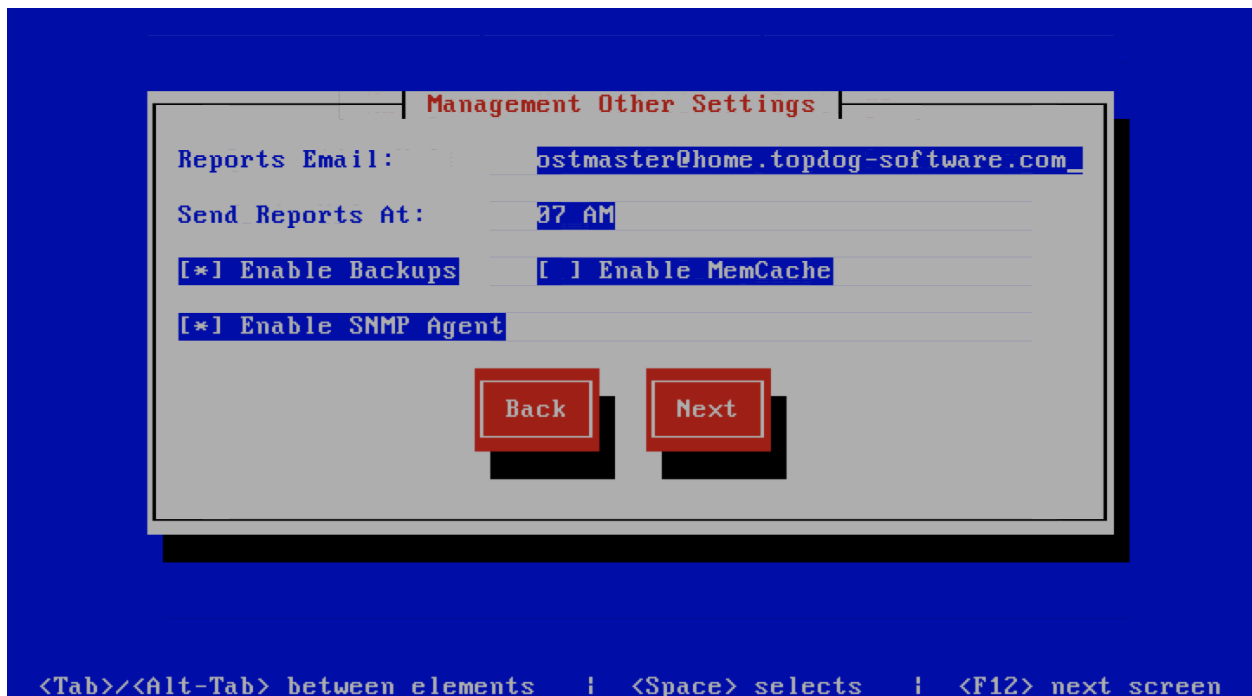 Management Other Settings
Reports Email: ostmaster@home.topdog-software.com_
Send Reports At: 07 AM
[*] Enable Backups [ ] Enable MemCache
[*] Enable SNMP Agent
Back Next
<Tab>/<Alt-Tab> between elements | <Space> selects | <F12> next screen